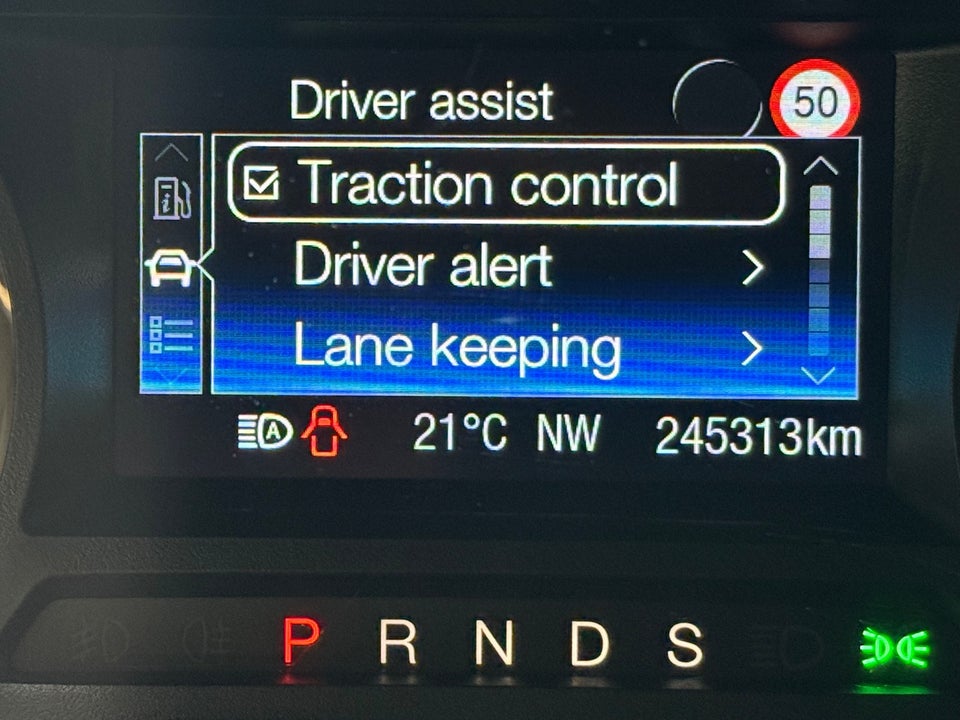 Driver assist
50
Traction control
Driver alert
Lane keeping
A 21°C NW 245313km
P R N D S